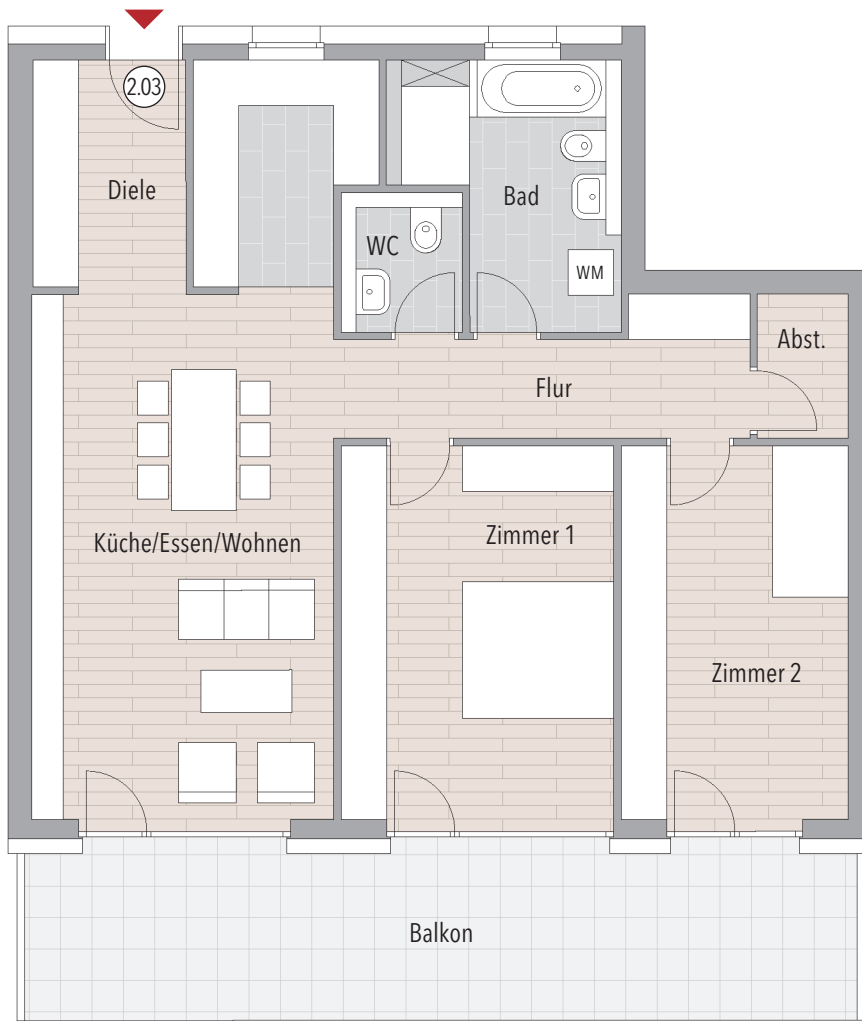 2.03
Diele
Bad
WC
WM
Abst.
Flur
Küche/Essen/Wohnen
Zimmer 1
Zimmer 2
Balkon